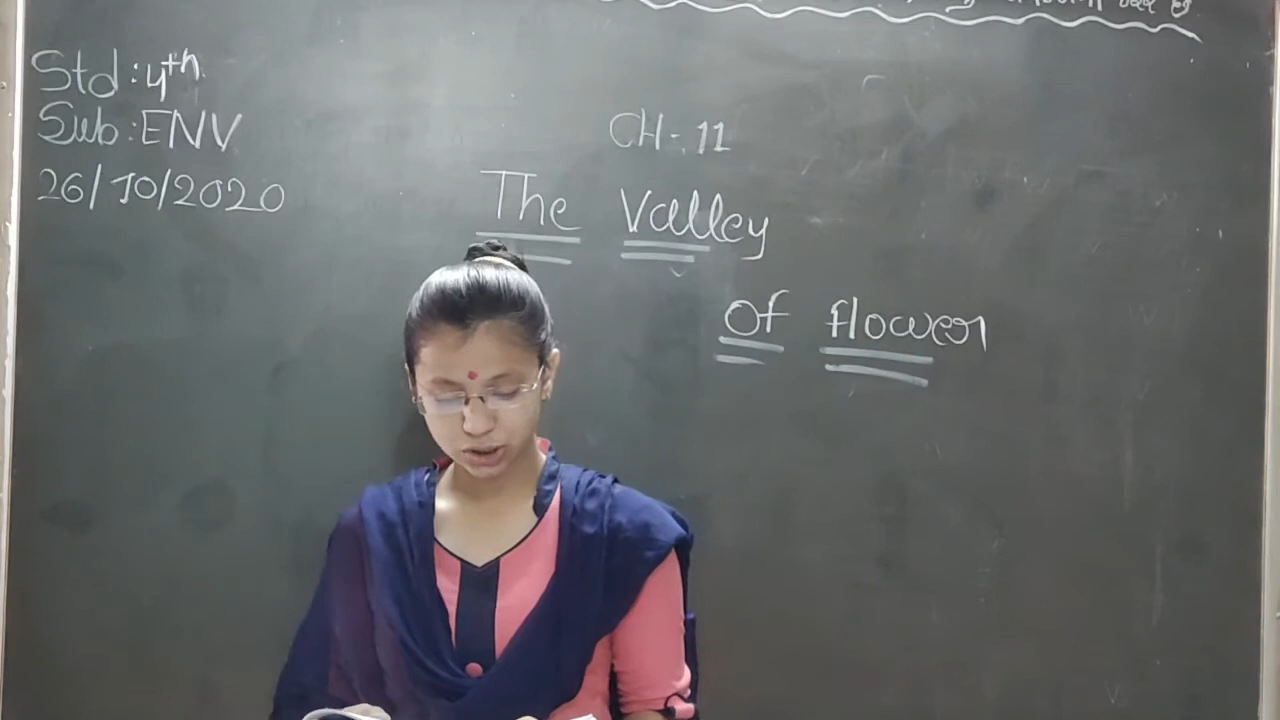 Std : 4th
Sub : ENV
26/10/2020
CH-. 11
The Valley
of flower